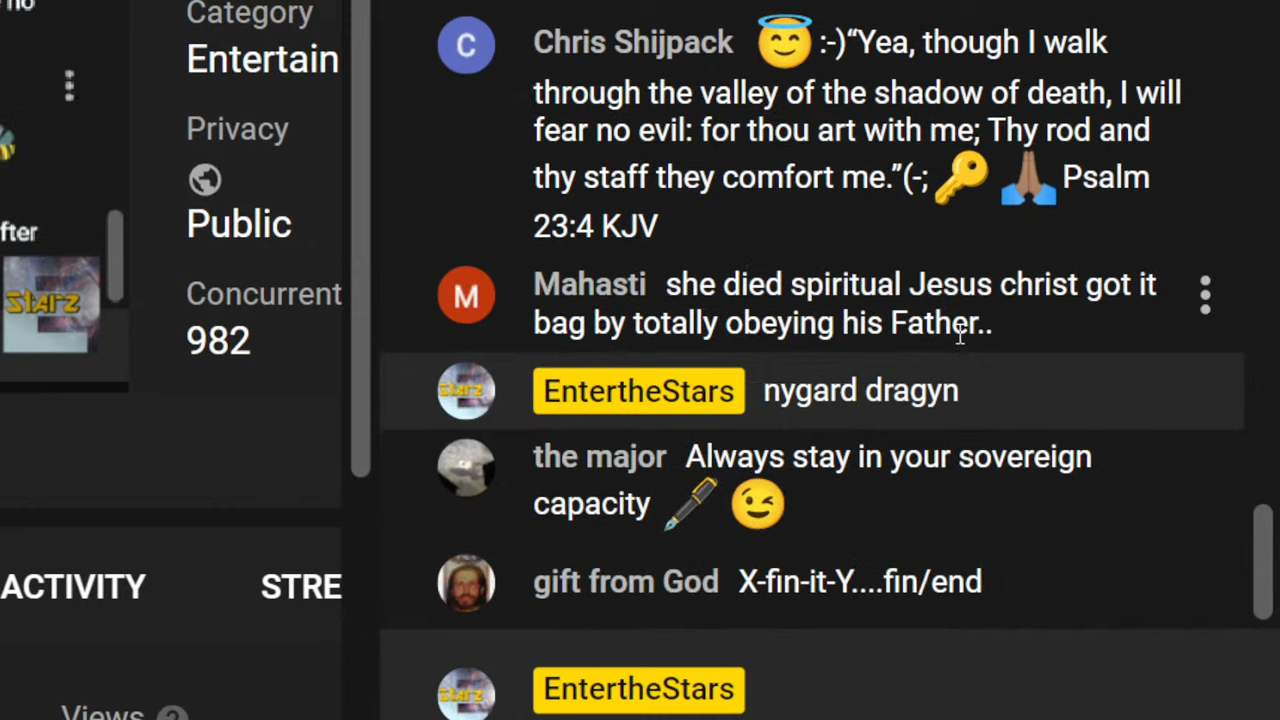 Category
Entertain
Privacy
Public
Concurrent
982
fter
STARZ
ACTIVITY STRE
Views
C
Chris Shijpack 😇 :-)“Yea, though I walk
through the valley of the shadow of death, I will
fear no evil: for thou art with me; Thy rod and
thy staff they comfort me.”(-; 🔑 🙏🏽 Psalm
23:4 KJV
M
Mahasti she died spiritual Jesus christ got it
bag by totally obeying his Father..
EntertheStars nygard dragyn
the major Always stay in your sovereign
capacity 🖋️ 😉
gift from God X-fin-it-Y....fin/end
EntertheStars